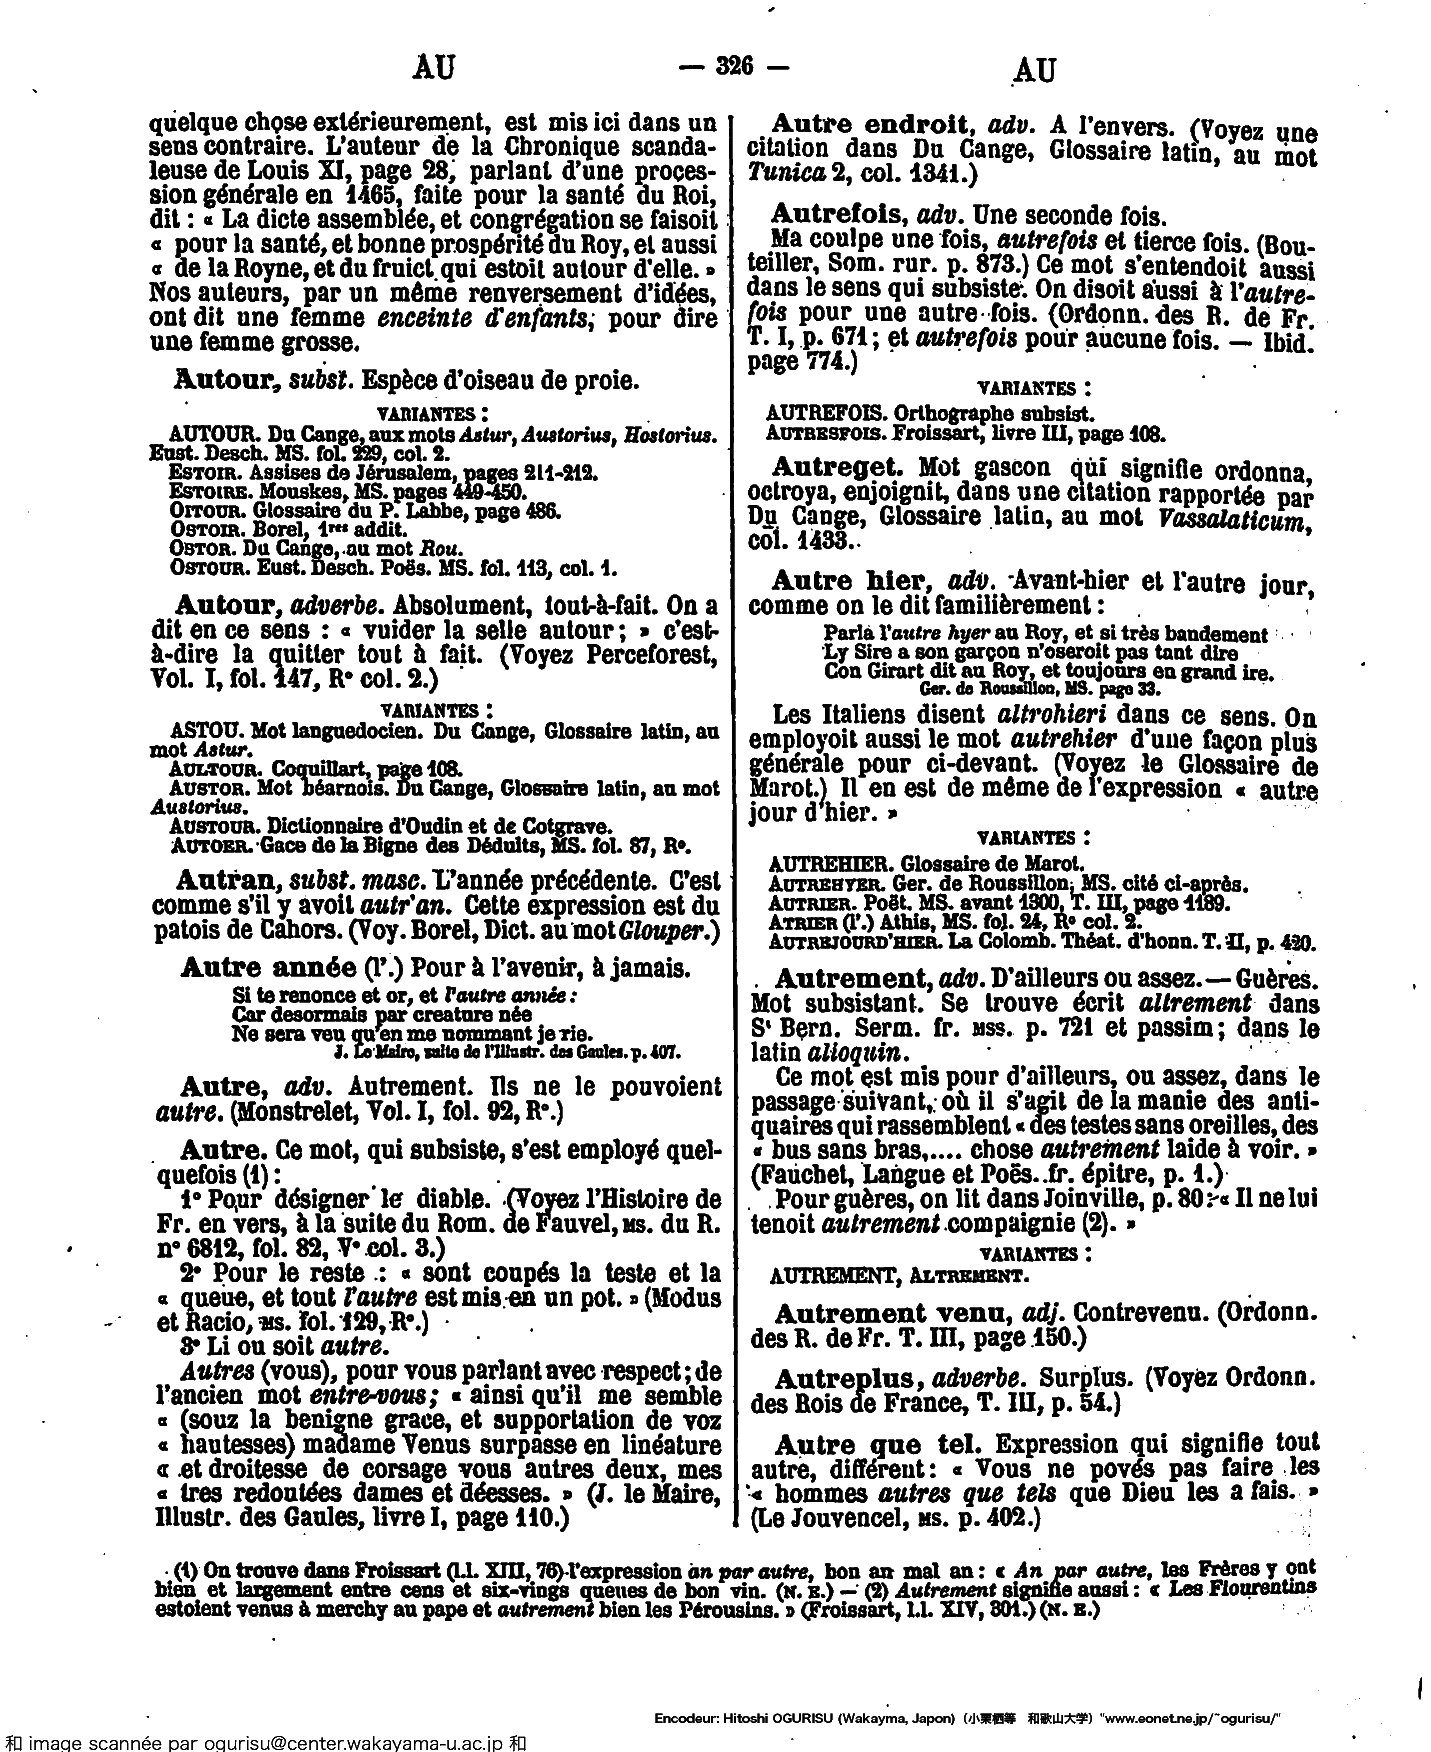 AU — 326 — AU
quelque chose extérieurement, est mis ici dans un
sens contraire. L'auteur de la Chronique scanda-
leuse de Louis XI, page 28, parlant d'une proces-
sion générale en 1465, faite pour la santé du Roi,
dit : « La dicte assemblée, et congrégation se faisoit
« pour la santé, et bonne prospérité du Roy, et aussi
« de la Royne, et du fruict qui estoit autour d'elle. »
Nos auteurs, par un même renversement d'idées,
ont dit une femme enceinte d'enfants, pour dire
une femme grosse.
Autour, subst. Espèce d'oiseau de proie.
VARIANTES :
AUTOUR. Du Cange, aux mots Astur, Austorius, Hostorius.
Eust. Desch. MS. fol. 229, col. 2.
ESTOIR. Assises de Jérusalem, pages 211-212.
ESTOIRE. Mouskes, MS. pages 449-450.
OITOUR. Glossaire du P. Labbe, page 486.
OSTOIR. Borel, 1res addit.
OSTOR. Du Cange, au mot Rou.
OSTOUR. Eust. Desch. Poës. MS. fol. 113, col. 1.
Autour, adverbe. Absolument, tout-à-fait. On a
dit en ce sens : « vuider la selle autour ; » c'est-
à-dire la quitter tout à fait. (Voyez Perceforest,
Vol. I, fol. 147, R° col. 2.)
VARIANTES :
ASTOU. Mot languedocien. Du Cange, Glossaire latin, au
mot Astur.
AULTOUR. Coquillart, page 108.
AUSTOR. Mot béarnois. Du Cange, Glossaire latin, au mot
Austorius.
AUSTOUR. Dictionnaire d'Oudin et de Cotgrave.
AUTOER. Gace de la Bigne des Déduits, MS. fol. 87, R°.
Autran, subst. masc. L'année précédente. C'est
comme s'il y avoit autr'an. Cette expression est du
patois de Cahors. (Voy. Borel, Dict. au mot Glouper.)
Autre année (l'.) Pour à l'avenir, à jamais.
Si te renonce et or, et l'autre année :
Car desormais par creature née
Ne sera veu qu'en me nommant je rie.
J. Le Maire, suite de l'Illustr. des Gaules. p. 407.
Autre, adv. Autrement. Ils ne le pouvoient
autre. (Monstrelet, Vol. I, fol. 92, R°.)
Autre. Ce mot, qui subsiste, s'est employé quel-
quefois (1) :
1° Pour désigner le diable. (Voyez l'Histoire de
Fr. en vers, à la suite du Rom. de Fauvel, MS. du R.
n° 6812, fol. 82, V° col. 3.)
2° Pour le reste : « sont coupés la teste et la
« queue, et tout l'autre est mis en un pot. » (Modus
et Racio, MS. fol. 129, R°.)
3° Li ou soit autre.
Autres (vous), pour vous parlant avec respect ; de
l'ancien mot entre-vous ; « ainsi qu'il me semble
« (souz la benigne grace, et supportation de voz
« hautesses) madame Venus surpasse en linéature
« et droitesse de corsage vous autres deux, mes
« tres redoutées dames et déesses. » (J. le Maire,
Illustr. des Gaules, livre I, page 110.)
Autre endroit, adv. A l'envers. (Voyez une
citation dans Du Cange, Glossaire latin, au mot
Tunica 2, col. 1341.)
Autrefois, adv. Une seconde fois.
Ma coulpe une fois, autrefois et tierce fois. (Bou-
teiller, Som. rur. p. 873.) Ce mot s'entendoit aussi
dans le sens qui subsiste. On disoit aussi à l'autre-
fois pour une autre fois. (Ordonn. des R. de Fr.
T. I, p. 671 ; et autrefois pour aucune fois. — Ibid.
page 774.)
VARIANTES :
AUTREFOIS. Orthographe subsist.
AUTRESFOIS. Froissart, livre III, page 108.
Autreget. Mot gascon qui signifie ordonna,
octroya, enjoignit, dans une citation rapportée par
Du Cange, Glossaire latin, au mot Vassalaticum,
col. 1433.
Autre hier, adv. Avant-hier et l'autre jour,
comme on le dit familièrement :
Parla l'autre hyer au Roy, et si très bandement
Ly Sire a son garçon n'oseroit pas tant dire
Con Girart dit au Roy, et toujours en grand ire.
Ger. de Roussillon, MS. page 33.
Les Italiens disent altrohieri dans ce sens. On
employoit aussi le mot autrehier d'une façon plus
générale pour ci-devant. (Voyez le Glossaire de
Marot.) Il en est de même de l'expression « autre
jour d'hier. »
VARIANTES :
AUTREHIER. Glossaire de Marot.
AUTREHYER. Ger. de Roussillon, MS. cité ci-après.
AUTRIER. Poët. MS. avant 1300, T. III, page 1189.
ATRIER (l'.) Athis, MS. fol. 24, R° col. 2.
AUTREJOURD'HIER. La Colomb. Théat. d'honn. T. II, p. 420.
Autrement, adv. D'ailleurs ou assez. — Guères.
Mot subsistant. Se trouve écrit altrement dans
St Bern. Serm. fr. MSS. p. 721 et passim ; dans le
latin alioquin.
Ce mot est mis pour d'ailleurs, ou assez, dans le
passage suivant, où il s'agit de la manie des anti-
quaires qui rassemblent « des testes sans oreilles, des
« bus sans bras,.... chose autrement laide à voir. »
(Fauchet, Langue et Poës. fr. épitre, p. 1.)
Pour guères, on lit dans Joinville, p. 80 : « Il ne lui
tenoit autrement compaignie (2). »
VARIANTES :
AUTREMENT, ALTREMENT.
Autrement venu, adj. Contrevenu. (Ordonn.
des R. de Fr. T. III, page 150.)
Autreplus, adverbe. Surplus. (Voyez Ordonn.
des Rois de France, T. III, p. 54.)
Autre que tel. Expression qui signifie tout
autre, différent : « Vous ne povés pas faire les
« hommes autres que tels que Dieu les a fais. »
(Le Jouvencel, MS. p. 402.)
(1) On trouve dans Froissart (l.l. XIII, 76) l'expression an par autre, bon an mal an : « An par autre, les Frères y ont
bien et largement entre cens et six-vings queues de bon vin. (N. E.) — (2) Autrement signifie aussi : « Les Flourentins
estoient venus à merchy au pape et autrement bien les Pérousins. » (Froissart, l.l. XIV, 301.) (N. E.)
Encodeur: Hitoshi OGURISU (Wakayma, Japon)（小栗栖等　和歌山大学）"www.eonet.ne.jp/~ogurisu/"
和 image scannée par ogurisu@center.wakayama-u.ac.jp 和